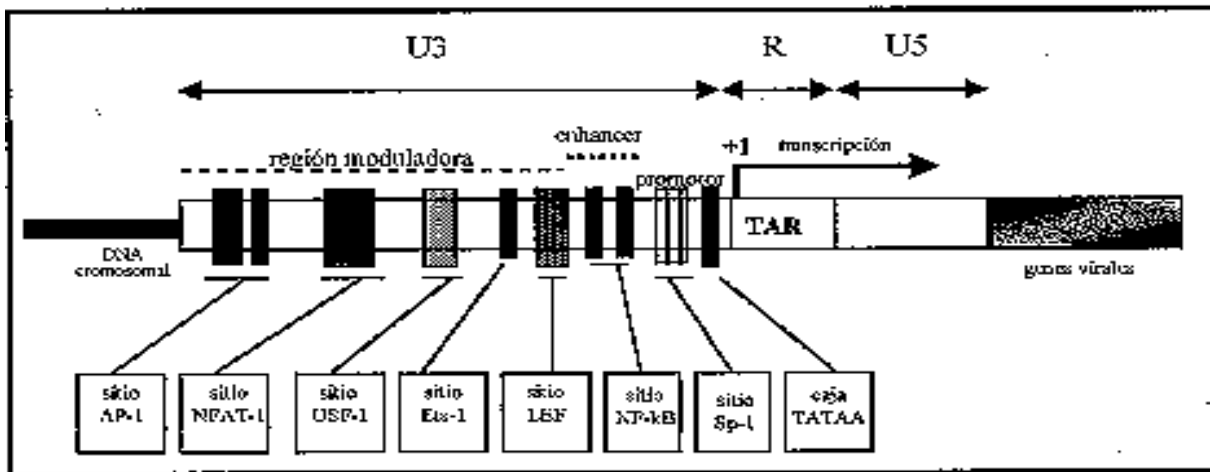 U3 R U5
enhancer
+1 transcripción
región moduladora
promotor
TAR
DNA
cromosomal
genes virales
sitio
AP-1
sitio
NFAT-1
sitio
USF-1
sitio
Ets-1
sitio
LEF
sitio
NF-kB
sitio
Sp-1
caja
TATAA